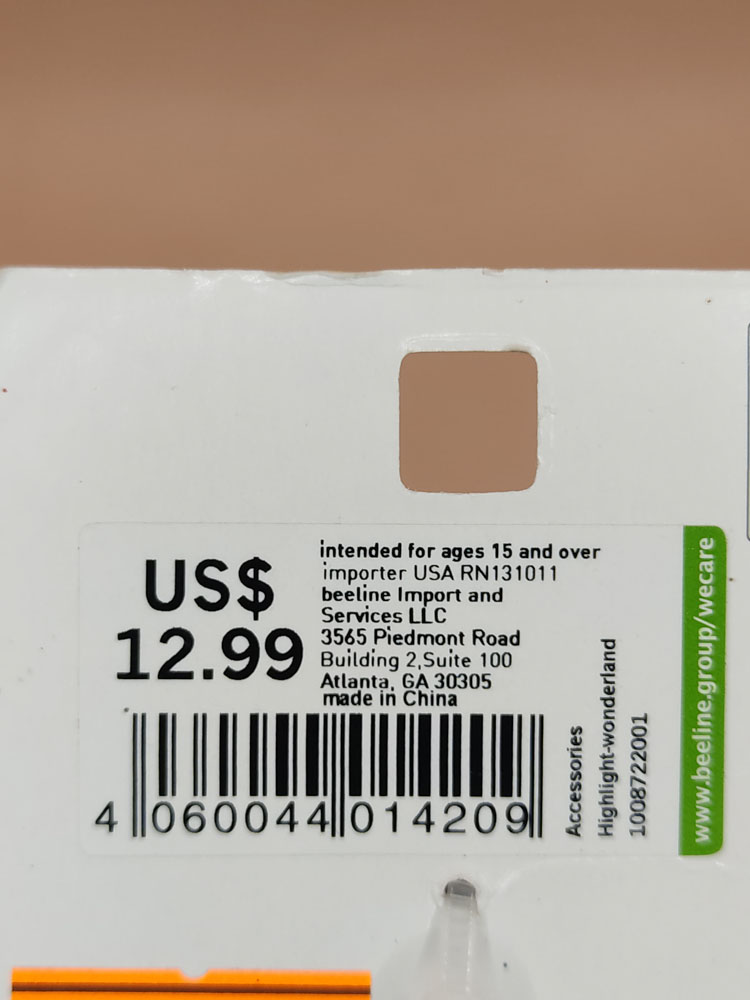 US$
12.99
intended for ages 15 and over
importer USA RN131011
beeline Import and
Services LLC
3565 Piedmont Road
Building 2,Suite 100
Atlanta, GA 30305
made in China
4 060044 014209
Accessories
Highlight-wonderland
1008722001
www.beeline.group/wecare